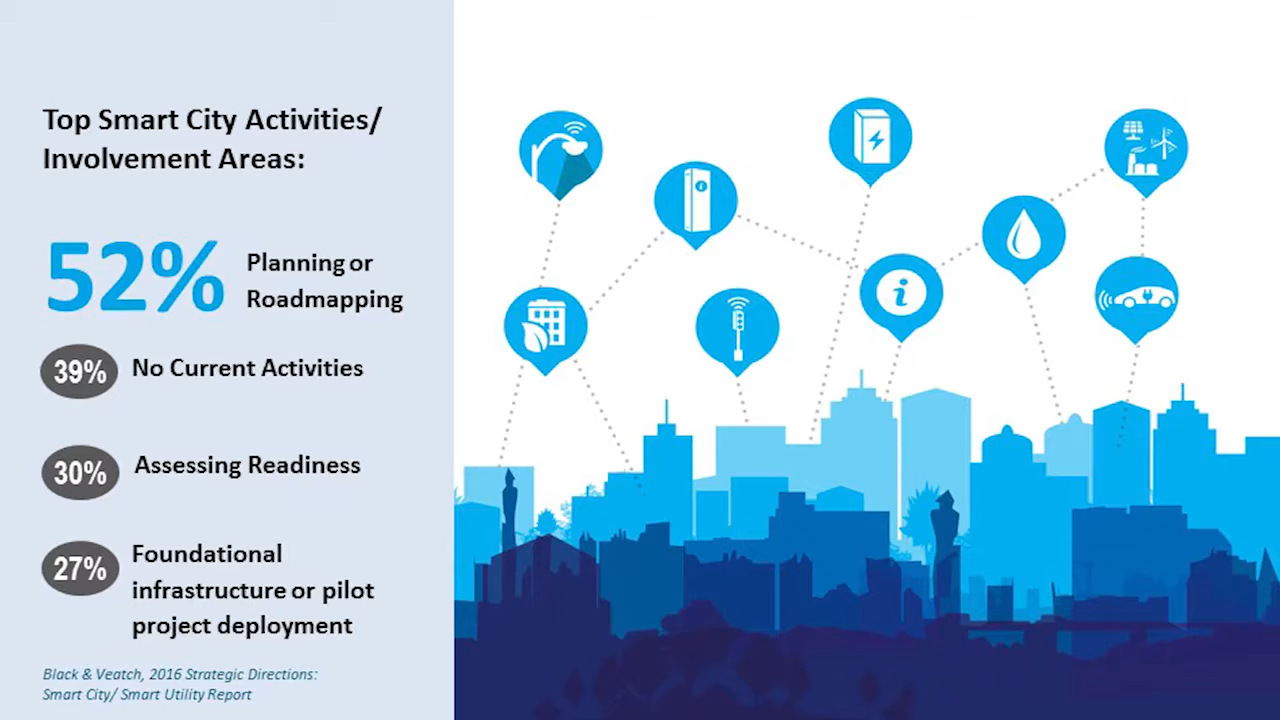 Top Smart City Activities/
Involvement Areas:
52%
Planning or
Roadmapping
39%
No Current Activities
30%
Assessing Readiness
27%
Foundational
infrastructure or pilot
project deployment
Black & Veatch, 2016 Strategic Directions:
Smart City/ Smart Utility Report
i
i